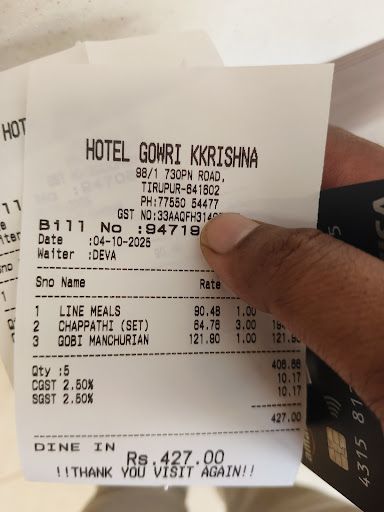 HOTEL GOWRI KKRISHNA
98/1 730PN ROAD,
TIRUPUR-641602
PH:77550 54477
GST NO:33AAQFH314
Bill No :94719
Date :04-10-2025
Waiter :DEVA
Sno Name Rate
1 LINE MEALS 90.48 1.00
2 CHAPPATHI (SET) 64.76 3.00
3 GOBI MANCHURIAN 121.90 1.00
Qty :5 406.66
CGST 2.50% 10.17
SGST 2.50% 10.17
427.00
DINE IN Rs.427.00
!!THANK YOU VISIT AGAIN!!
HOT
4315